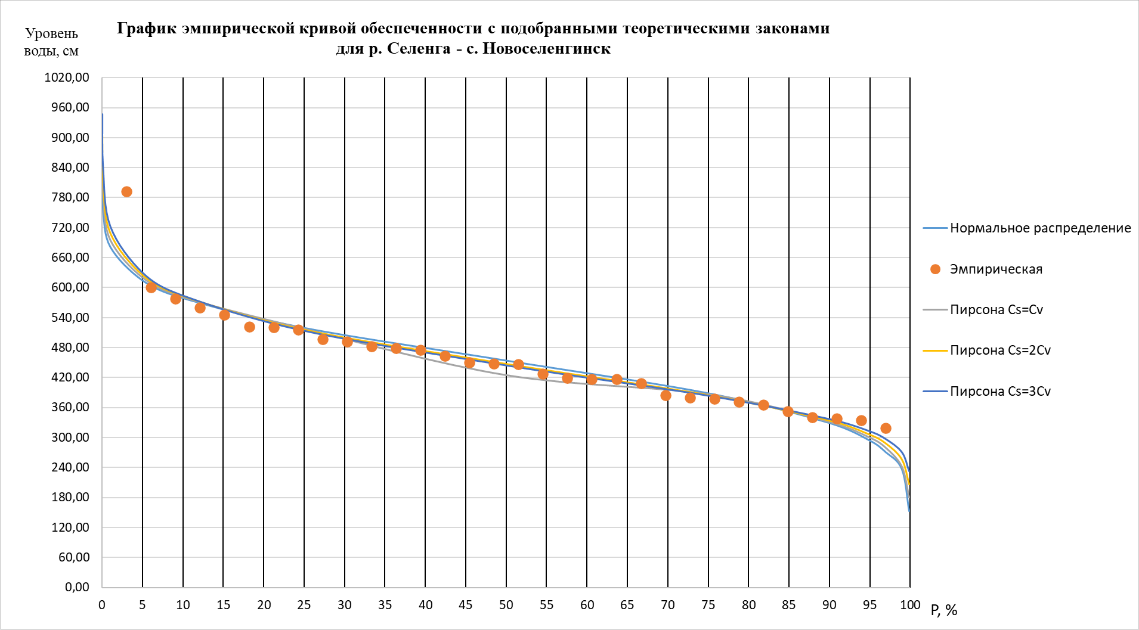 График эмпирической кривой обеспеченности с подобранными теоретическими законами
для р. Селенга - с. Новоселенгинск
Уровень
воды, см
1020,00
960,00
900,00
840,00
780,00
720,00
660,00
600,00
540,00
480,00
420,00
360,00
300,00
240,00
180,00
120,00
60,00
0,00
0 5 10 15 20 25 30 35 40 45 50 55 60 65 70 75 80 85 90 95 100
P, %
Нормальное распределение
Эмпирическая
Пирсона Cs=Cv
Пирсона Cs=2Cv
Пирсона Cs=3Cv